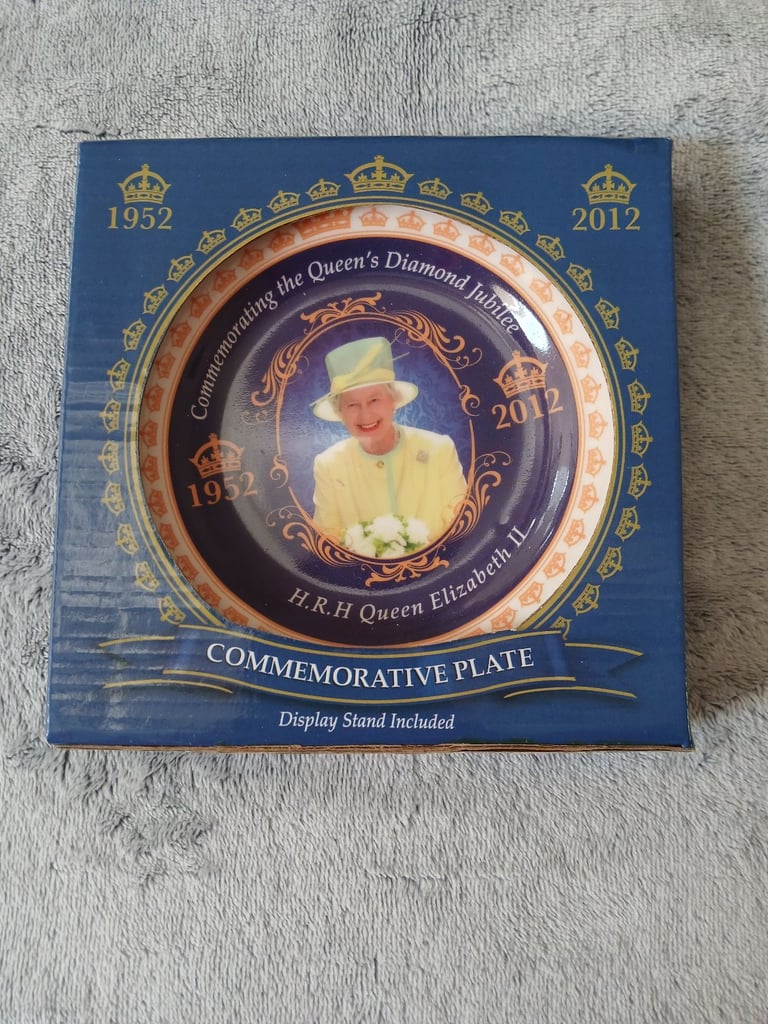 1952
2012
Commemorating the Queen's Diamond Jubilee
2012
1952
H.R.H Queen Elizabeth II
COMMEMORATIVE PLATE
Display Stand Included